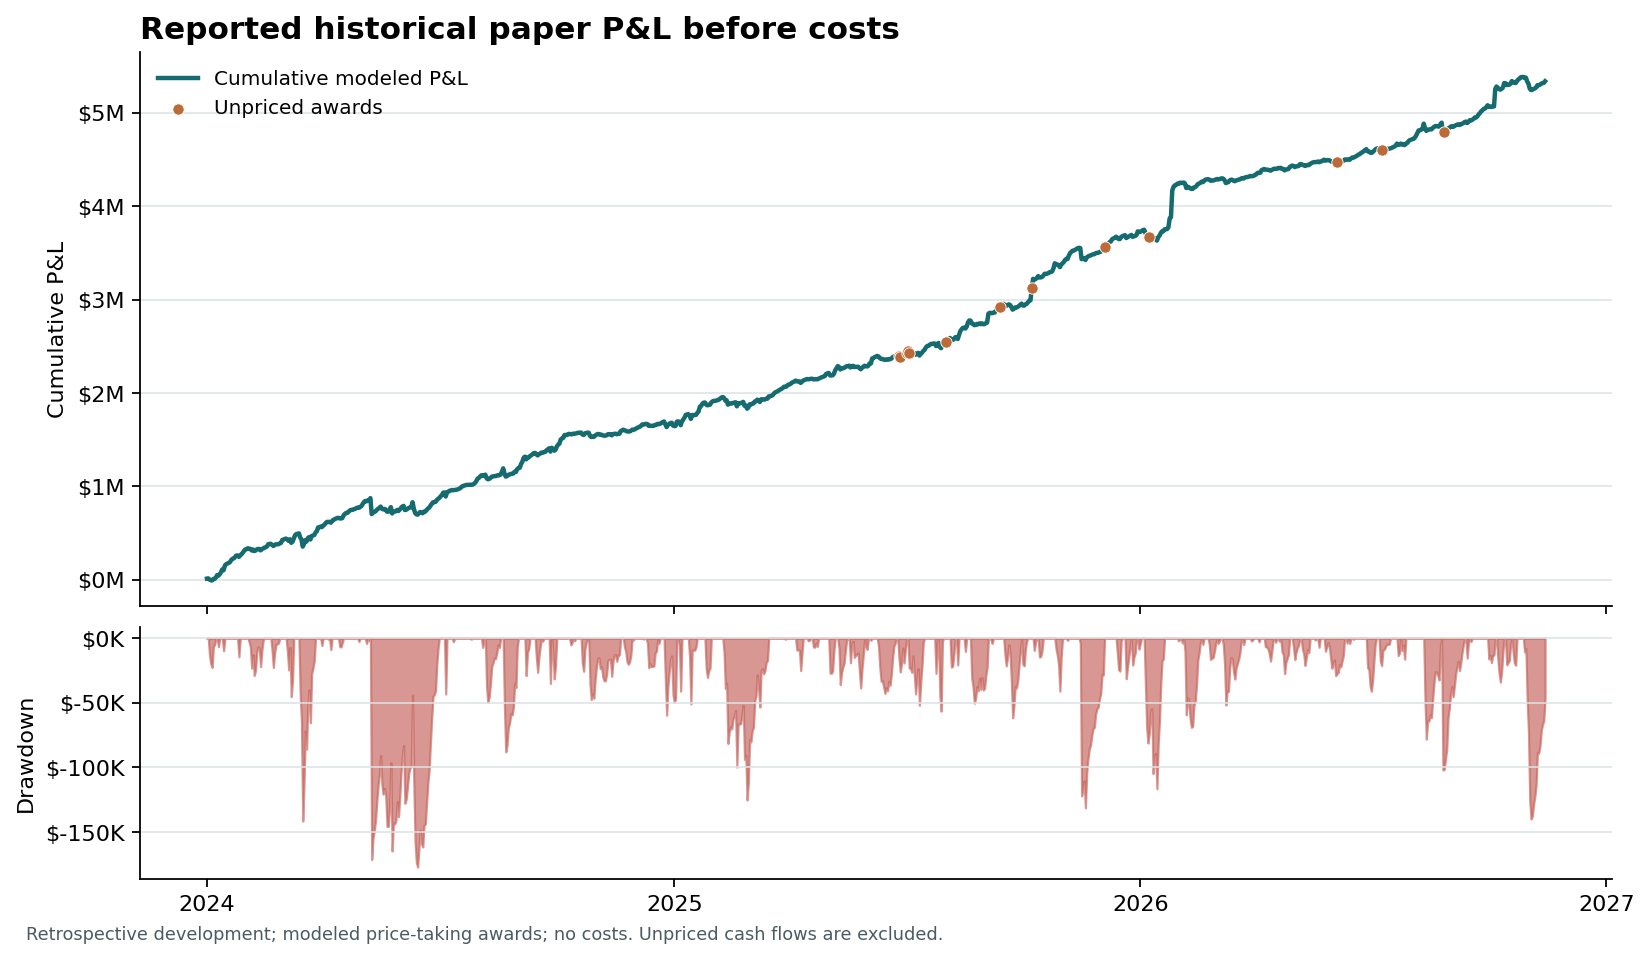 Reported historical paper P&L before costs
Cumulative modeled P&L
Unpriced awards
Cumulative P&L
$5M
$4M
$3M
$2M
$1M
$0M
Drawdown
$0K
$-50K
$-100K
$-150K
2024
2025
2026
2027
Retrospective development; modeled price-taking awards; no costs. Unpriced cash flows are excluded.